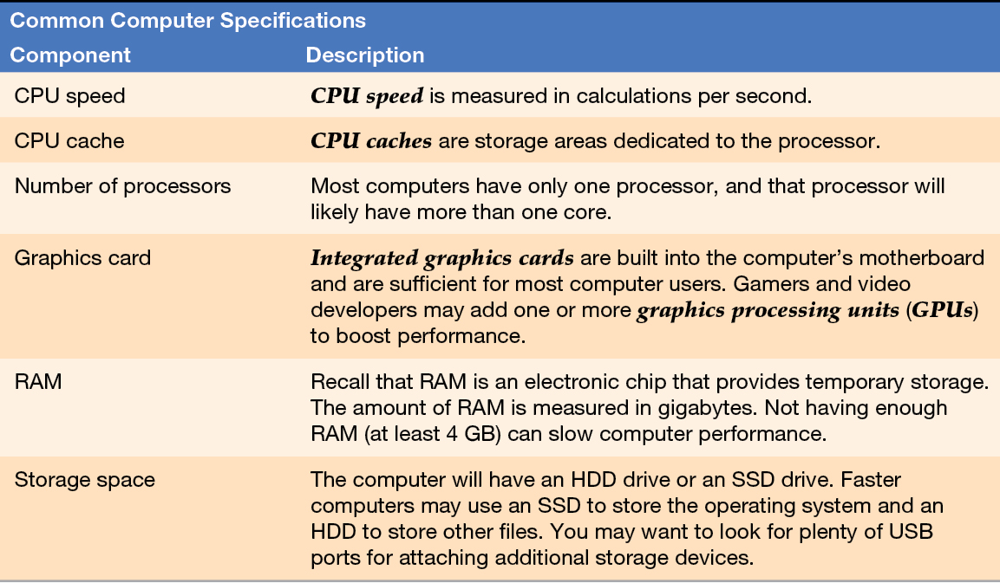 Common Computer Specifications
Component Description
CPU speed CPU speed is measured in calculations per second.
CPU cache CPU caches are storage areas dedicated to the processor.
Number of processors Most computers have only one processor, and that processor will
likely have more than one core.
Graphics card Integrated graphics cards are built into the computer’s motherboard
and are sufficient for most computer users. Gamers and video
developers may add one or more graphics processing units (GPUs)
to boost performance.
RAM Recall that RAM is an electronic chip that provides temporary storage.
The amount of RAM is measured in gigabytes. Not having enough
RAM (at least 4 GB) can slow computer performance.
Storage space The computer will have an HDD drive or an SSD drive. Faster
computers may use an SSD to store the operating system and an
HDD to store other files. You may want to look for plenty of USB
ports for attaching additional storage devices.